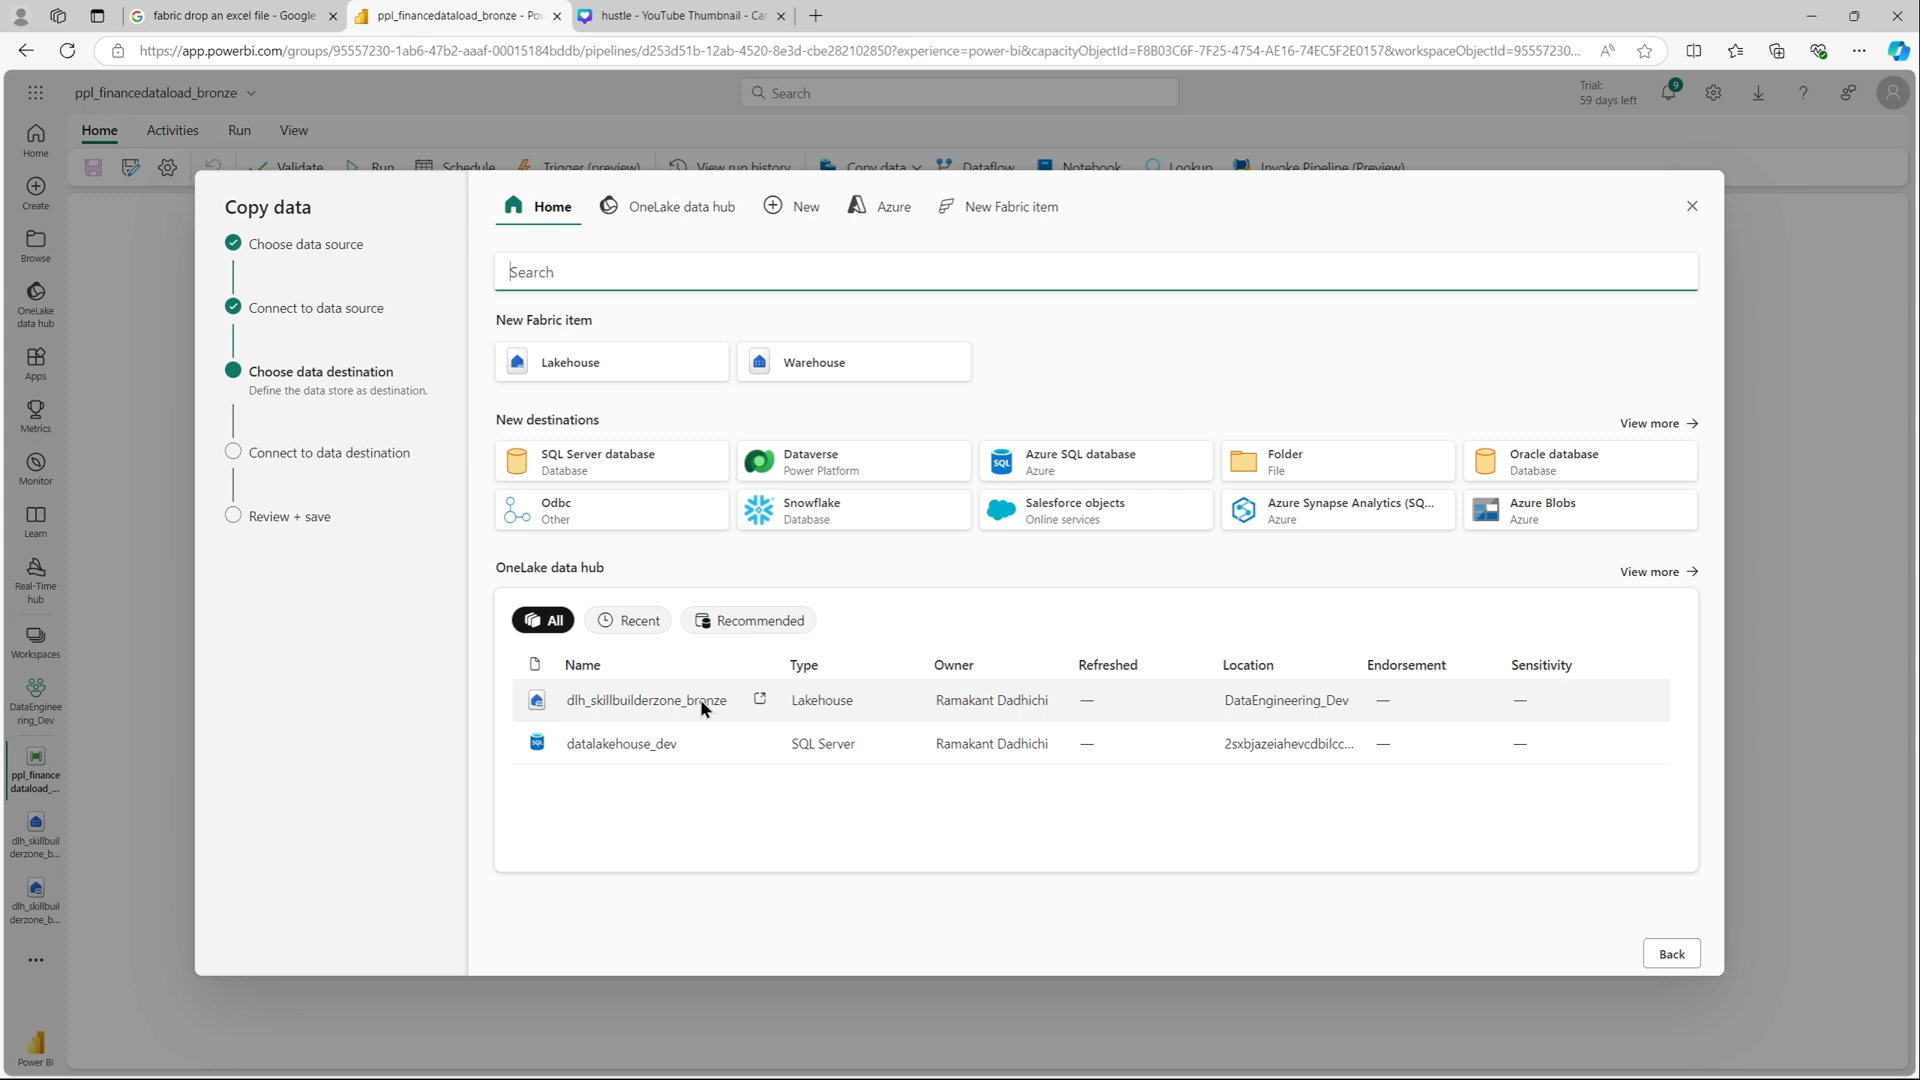 fabric drop an excel file - Google
ppl_financedataload_bronze - Pow
hustle - YouTube Thumbnail - Can
https://app.powerbi.com/groups/95557230-1ab6-47b2-aaaf-00015184bddb/pipelines/d253d51b-12ab-4520-8e3d-cbe282102850?experience=power-bi&capacityObjectId=F8B03C6F-7F25-4754-AE16-74EC5F2E0157&workspaceObjectId=95557230...
ppl_financedataload_bronze
Search
Trial:
59 days left
9
Home Activities Run View
Validate Run Schedule Trigger (preview) View run history Copy data Dataflow Notebook Lookup Invoke Pipeline (Preview)
Home
Create
Browse
OneLake
data hub
Apps
Metrics
Monitor
Learn
Real-Time
hub
Workspaces
DataEnginee
ring_Dev
ppl_finance
dataload_...
dlh_skillbuil
derzone_b...
dlh_skillbuil
derzone_b...
Power BI
Copy data
Choose data source
Connect to data source
Choose data destination
Define the data store as destination.
Connect to data destination
Review + save
Home OneLake data hub New Azure New Fabric item
Search
New Fabric item
Lakehouse Warehouse
New destinations View more
SQL Server database
Database
Dataverse
Power Platform
Azure SQL database
Azure
Folder
File
Oracle database
Database
Odbc
Other
Snowflake
Database
Salesforce objects
Online services
Azure Synapse Analytics (SQ...
Azure
Azure Blobs
Azure
OneLake data hub View more
All Recent Recommended
Name Type Owner Refreshed Location Endorsement Sensitivity
dlh_skillbuilderzone_bronze Lakehouse Ramakant Dadhichi — DataEngineering_Dev — —
datalakehouse_dev SQL Server Ramakant Dadhichi — 2sxbjazeiahevcdbilcc... — —
Back